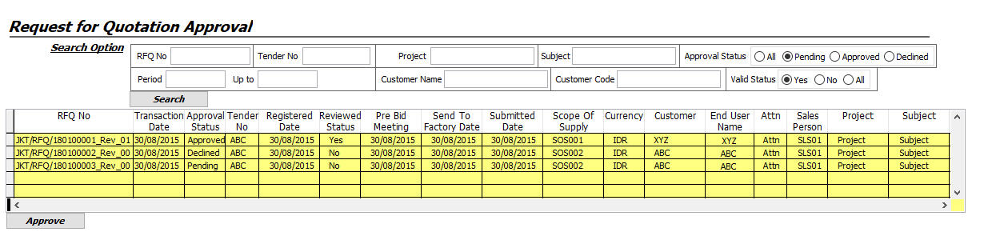 Request for Quotation Approval
Search Option
RFQ No Tender No Project Subject Approval Status All Pending Approved Declined
Period Up to Customer Name Customer Code Valid Status Yes No All
Search
RFQ No Transaction Date Approval Status Tender No Registered Date Reviewed Status Pre Bid Meeting Send To Factory Date Submitted Date Scope Of Supply Currency Customer End User Name Attn Sales Person Project Subject
JKT/RFQ/180100001_Rev_01 30/08/2015 Approved ABC 30/08/2015 Yes 30/08/2015 30/08/2015 30/08/2015 SOS001 IDR XYZ XYZ Attn SLS01 Project Subject
JKT/RFQ/180100002_Rev_00 30/08/2015 Declined ABC 30/08/2015 No 30/08/2015 30/08/2015 30/08/2015 SOS002 IDR ABC ABC Attn SLS01 Project Subject
JKT/RFQ/180100003_Rev_00 30/08/2015 Pending ABC 30/08/2015 No 30/08/2015 30/08/2015 30/08/2015 SOS002 IDR ABC ABC Attn SLS01 Project Subject
Approve